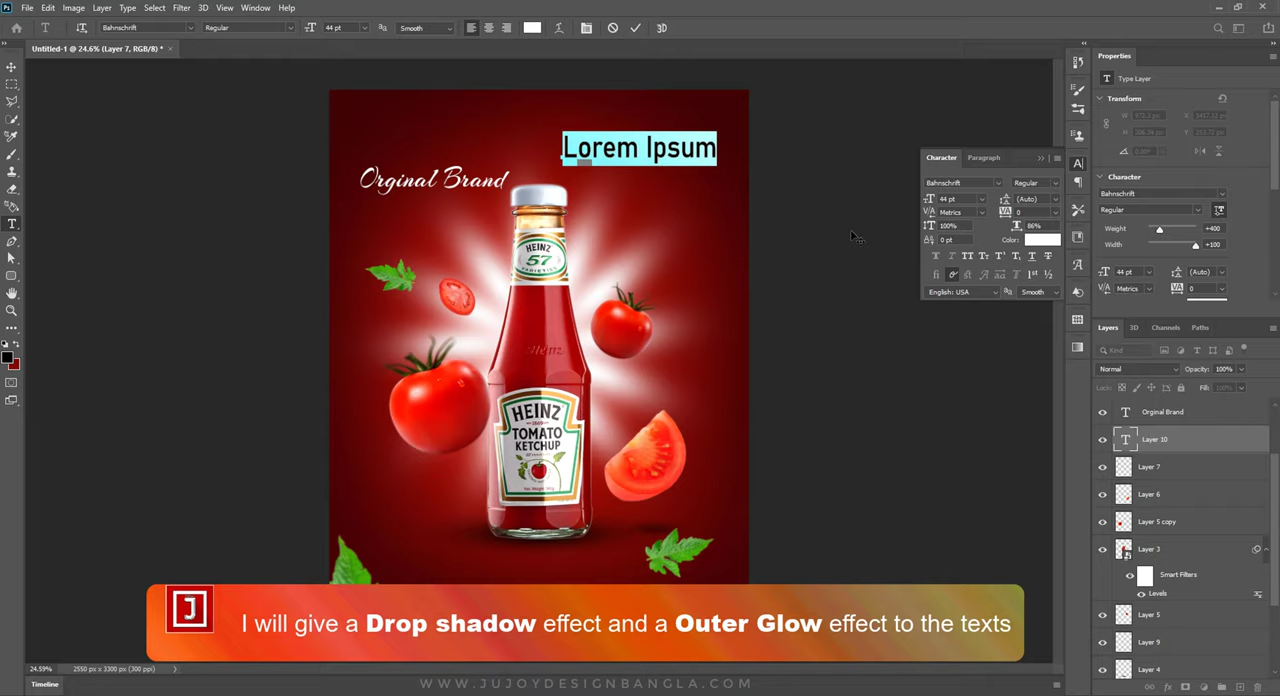 Ps File Edit Image Layer Type Select Filter 3D View Window Help
T Bahnschrift Regular 44 pt Smooth 3D
Untitled-1 @ 24.6% (Layer 7, RGB/8) * ×
Properties
T Type Layer
Transform
W: H: X: Y: 0.00°
Lorem Ipsum
Orginal Brand
Character Paragraph
Bahnschrift Regular
44 pt (Auto)
Metrics 0
100% 86%
0 pt Color:
English: USA Smooth
Character
Bahnschrift
Regular
Weight +400
Width +100
44 pt (Auto)
Metrics 0
HEINZ
57
VARIETIES
Heinz
HEINZ
TOMATO
KETCHUP
Layers 3D Channels Paths
Kind
Normal Opacity: 100%
Lock: Fill: 100%
Orginal Brand
Layer 10
Layer 7
Layer 6
Layer 5 copy
Layer 3
Smart Filters
Levels
Layer 5
Layer 9
Layer 4
J I will give a Drop shadow effect and a Outer Glow effect to the texts
24.59% 2550 px x 3300 px (300 ppi)
Timeline
WWW.JUJOYDESIGNBANGLA.COM